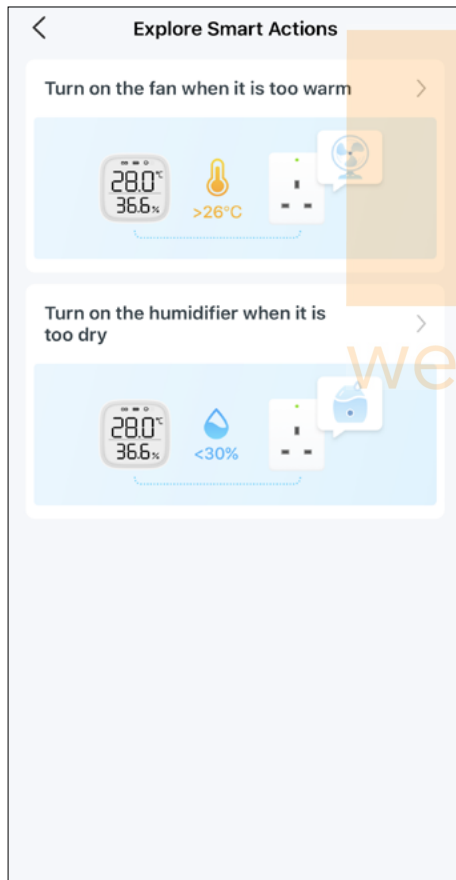 Explore Smart Actions
Turn on the fan when it is too warm
28.0°C
36.6%
>26°C
Turn on the humidifier when it is
too dry
we
28.0°C
36.6%
<30%